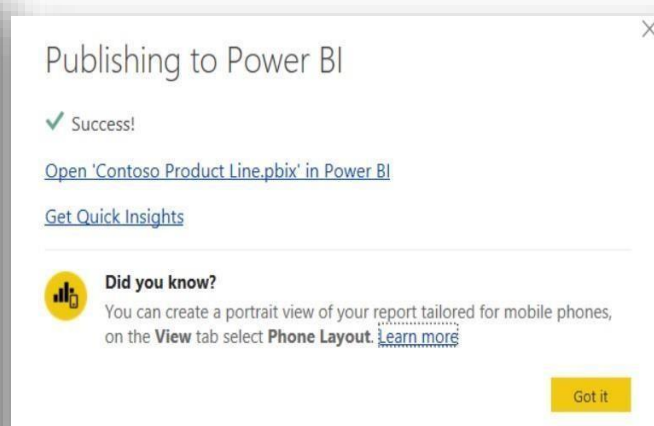 Publishing to Power BI
Success!
Open 'Contoso Product Line.pbix' in Power BI
Get Quick Insights
Did you know?
You can create a portrait view of your report tailored for mobile phones,
on the View tab select Phone Layout. Learn more
Got it